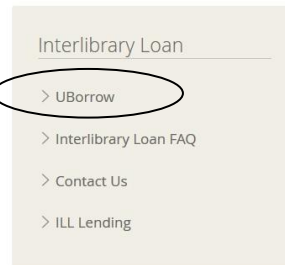 Interlibrary Loan
> UBorrow
> Interlibrary Loan FAQ
> Contact Us
> ILL Lending